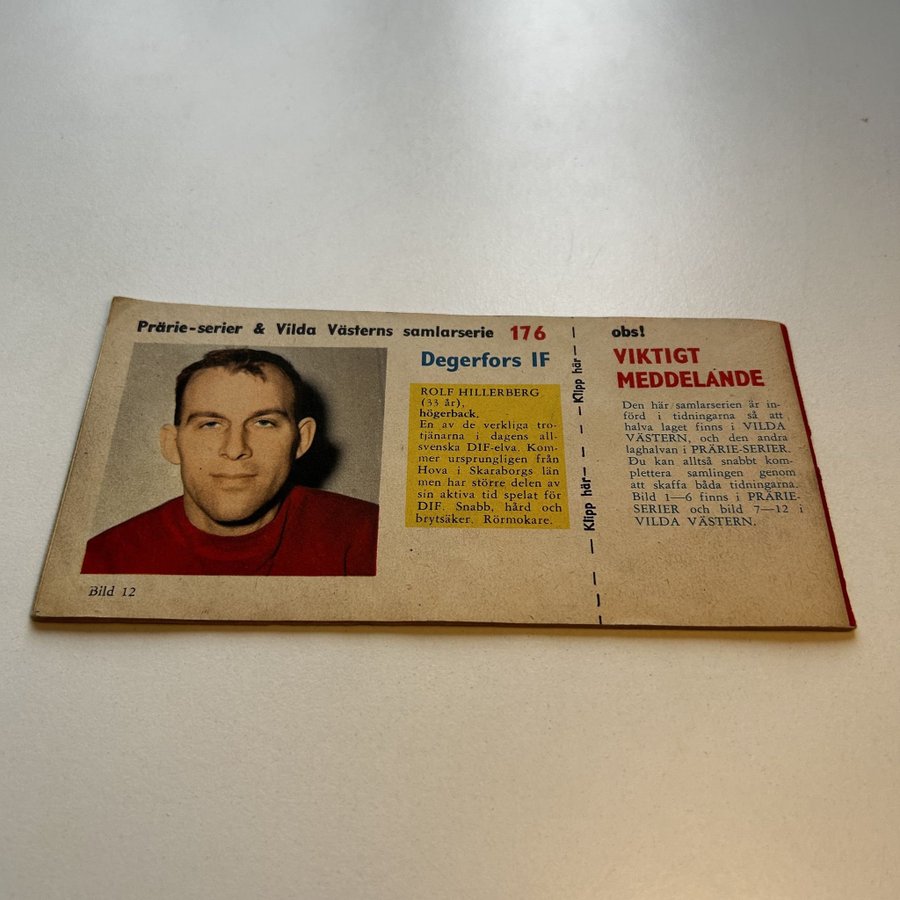 Prärie-serier & Vilda Västerns samlarserie 176
Degerfors IF
ROLF HILLERBERG
(33 år),
högerback.
En av de verkliga tro-
tjänarna i dagens all-
svenska DIF-elva. Kom-
mer ursprungligen från
Hova i Skaraborgs län
men har större delen av
sin aktiva tid spelat för
DIF. Snabb, hård och
brytsäker. Rörmokare.
Bild 12
Klipp här
Klipp här
obs!
VIKTIGT
MEDDELANDE
Den här samlarserien är in-
förd i tidningarna så att
halva laget finns i VILDA
VÄSTERN, och den andra
laghalvan i PRÄRIE-SERIER.
Du kan alltså snabbt kom-
plettera samlingen genom
att skaffa båda tidningarna.
Bild 1—6 finns i PRÄRIE-
SERIER och bild 7—12 i
VILDA VÄSTERN.